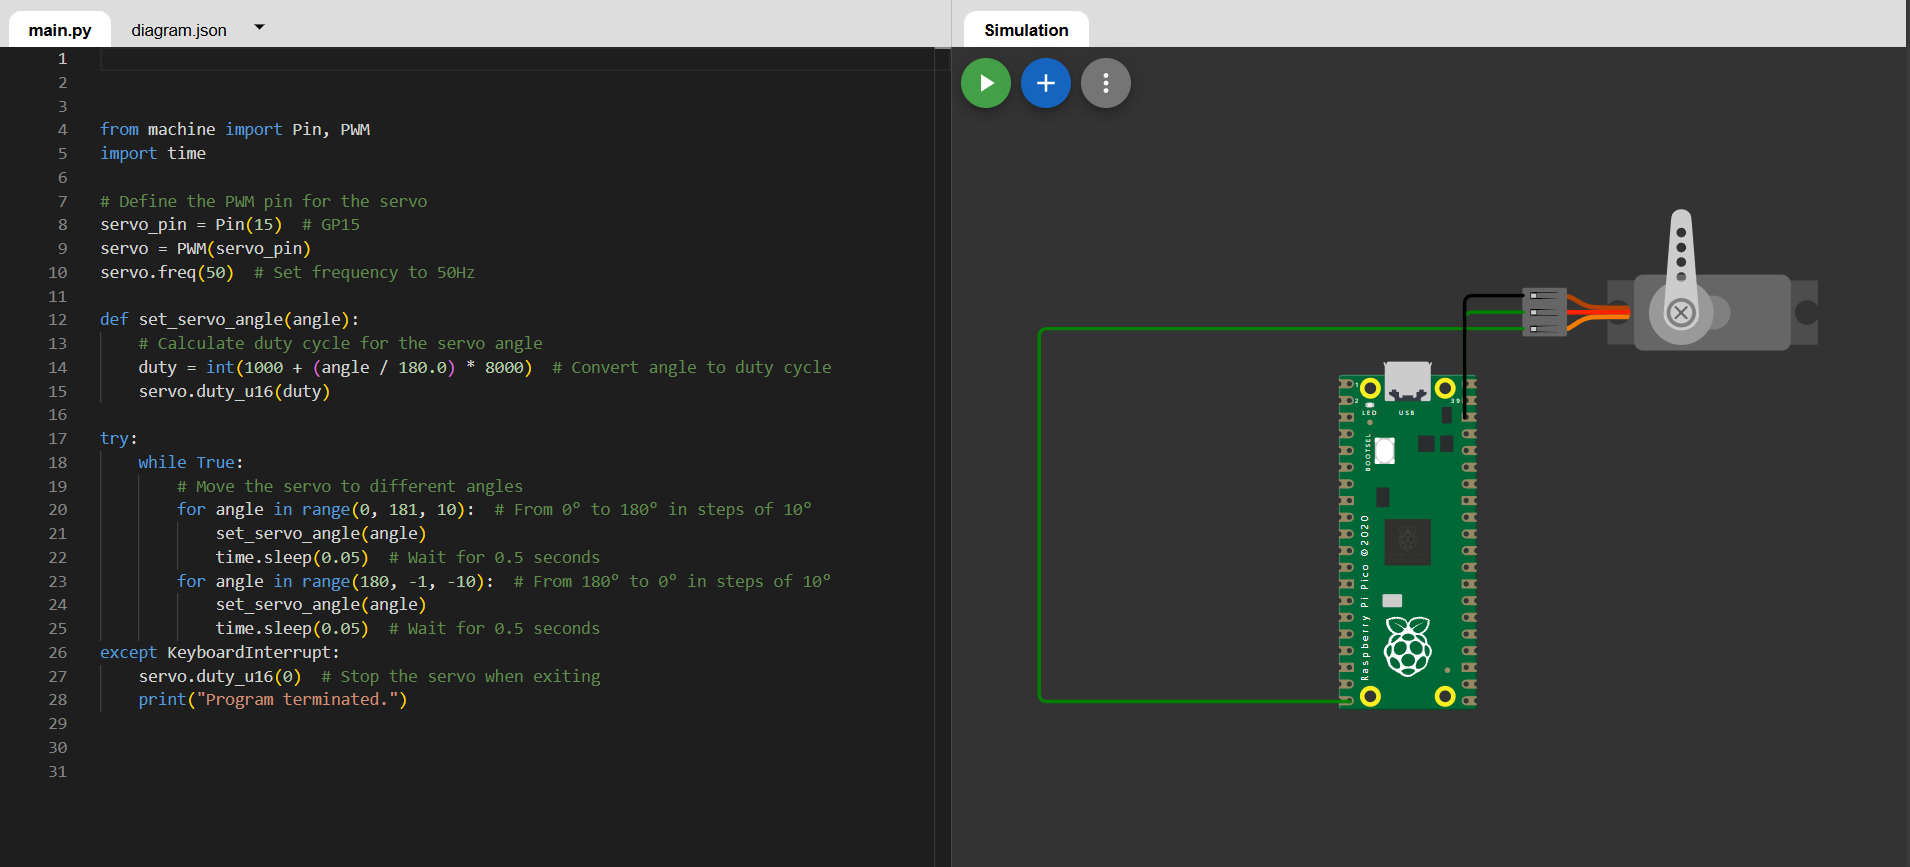 main.py diagram.json
1
2
3
4 from machine import Pin, PWM
5 import time
6
7 # Define the PWM pin for the servo
8 servo_pin = Pin(15)  # GP15
9 servo = PWM(servo_pin)
10 servo.freq(50)  # Set frequency to 50Hz
11
12 def set_servo_angle(angle):
13     # Calculate duty cycle for the servo angle
14     duty = int(1000 + (angle / 180.0) * 8000)  # Convert angle to duty cycle
15     servo.duty_u16(duty)
16
17 try:
18     while True:
19         # Move the servo to different angles
20         for angle in range(0, 181, 10):  # From 0° to 180° in steps of 10°
21             set_servo_angle(angle)
22             time.sleep(0.05)  # Wait for 0.5 seconds
23         for angle in range(180, -1, -10):  # From 180° to 0° in steps of 10°
24             set_servo_angle(angle)
25             time.sleep(0.05)  # Wait for 0.5 seconds
26 except KeyboardInterrupt:
27     servo.duty_u16(0)  # Stop the servo when exiting
28     print("Program terminated.")
29
30
31
Simulation
1
2
39
LED USB
BOOTSEL
Raspberry Pi Pico ©2020